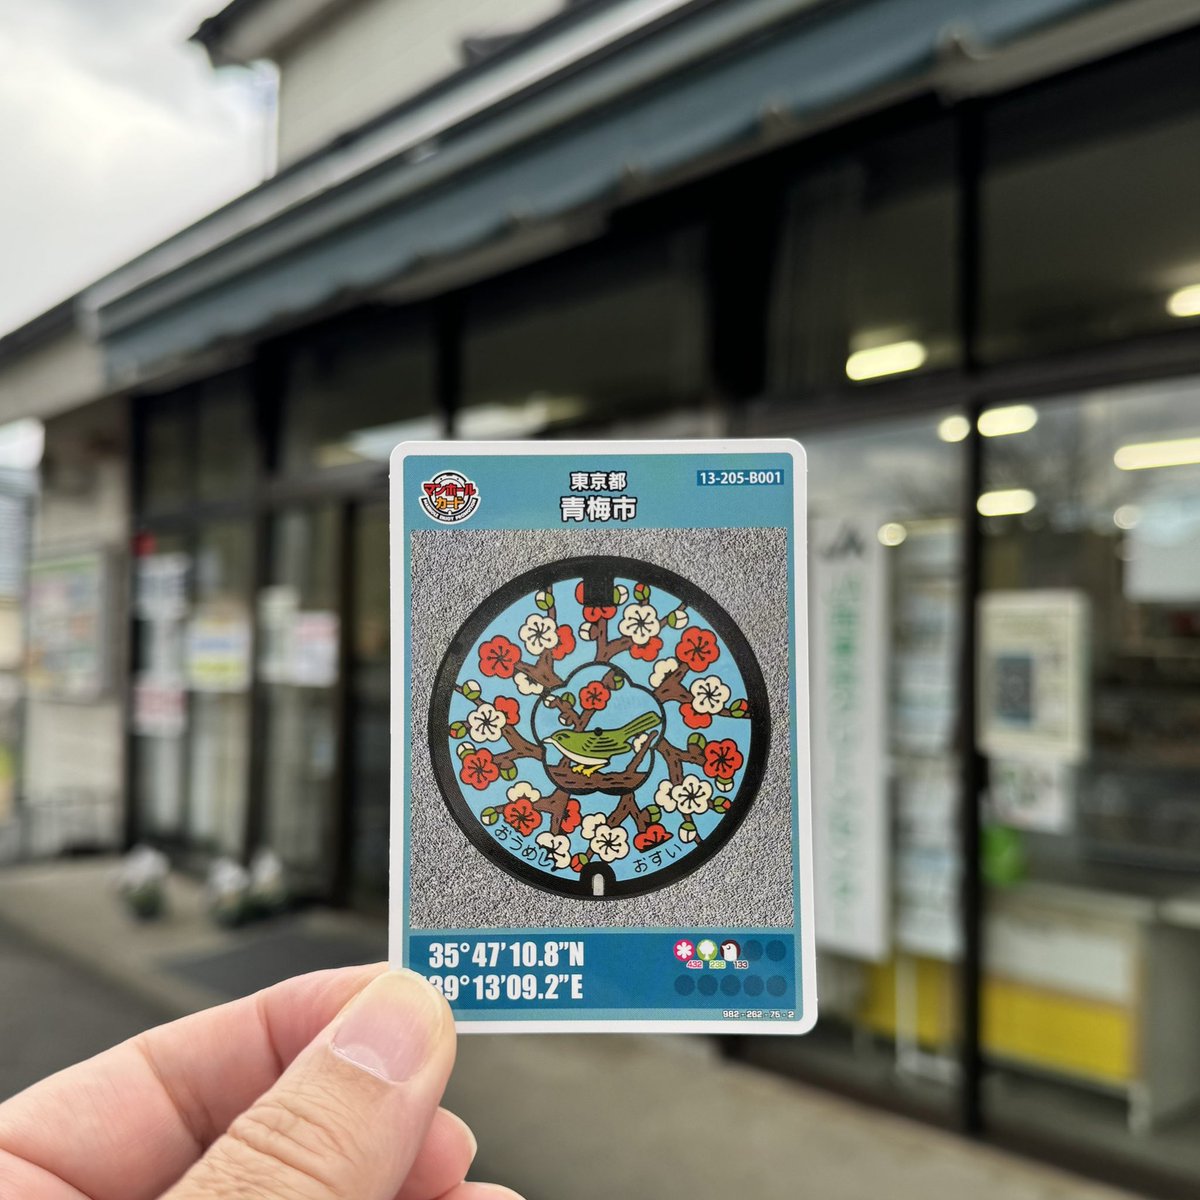 マンホール
カード
東京都
青梅市
13-205-B001
おうめし
おすい
35°47'10.8"N
39°13'09.2"E
432 238 133
982-262-75-2
JA